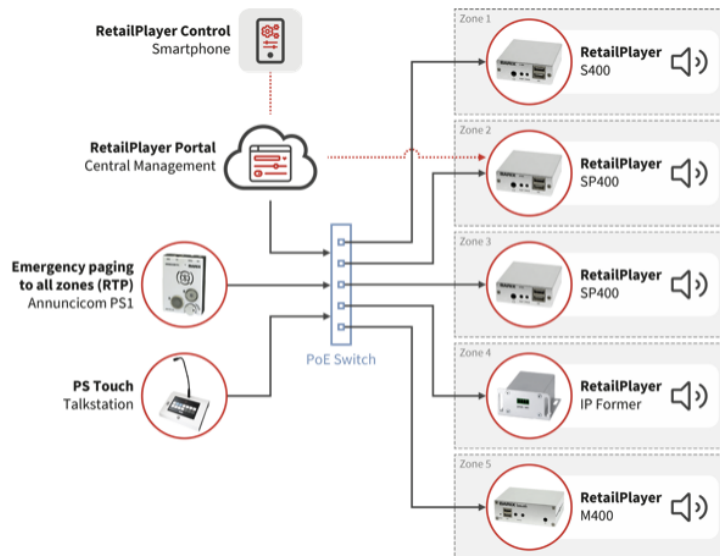 RetailPlayer Control
Smartphone
RetailPlayer Portal
Central Management
Emergency paging
to all zones (RTP)
Annuncicom PS1
PS Touch
Talkstation
PoE Switch
Zone 1
RetailPlayer
S400
Zone 2
RetailPlayer
SP400
Zone 3
RetailPlayer
SP400
Zone 4
RetailPlayer
IP Former
Zone 5
RetailPlayer
M400